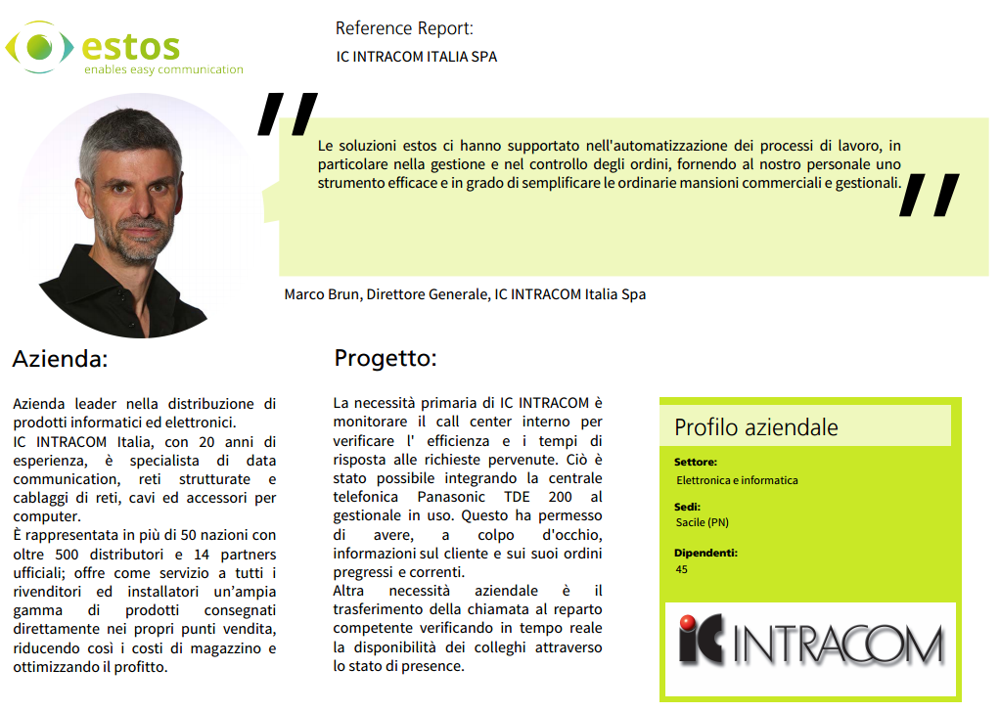 estos
enables easy communication
Reference Report:
IC INTRACOM ITALIA SPA
"
Le soluzioni estos ci hanno supportato nell'automatizzazione dei processi di lavoro, in
particolare nella gestione e nel controllo degli ordini, fornendo al nostro personale uno
strumento efficace e in grado di semplificare le ordinarie mansioni commerciali e gestionali.
"
Marco Brun, Direttore Generale, IC INTRACOM Italia Spa
Azienda:
Azienda leader nella distribuzione di
prodotti informatici ed elettronici.
IC INTRACOM Italia, con 20 anni di
esperienza, è specialista di data
communication, reti strutturate e
cablaggi di reti, cavi ed accessori per
computer.
È rappresentata in più di 50 nazioni con
oltre 500 distributori e 14 partners
ufficiali; offre come servizio a tutti i
rivenditori ed installatori un'ampia
gamma di prodotti consegnati
direttamente nei propri punti vendita,
riducendo così i costi di magazzino e
ottimizzando il profitto.
Progetto:
La necessità primaria di IC INTRACOM è
monitorare il call center interno per
verificare l' efficienza e i tempi di
risposta alle richieste pervenute. Ciò è
stato possibile integrando la centrale
telefonica Panasonic TDE 200 al
gestionale in uso. Questo ha permesso
di avere, a colpo d'occhio,
informazioni sul cliente e sui suoi ordini
pregressi e correnti.
Altra necessità aziendale è il
trasferimento della chiamata al reparto
competente verificando in tempo reale
la disponibilità dei colleghi attraverso
lo stato di presence.
Profilo aziendale
Settore:
Elettronica e informatica
Sedi:
Sacile (PN)
Dipendenti:
45
iC INTRACOM